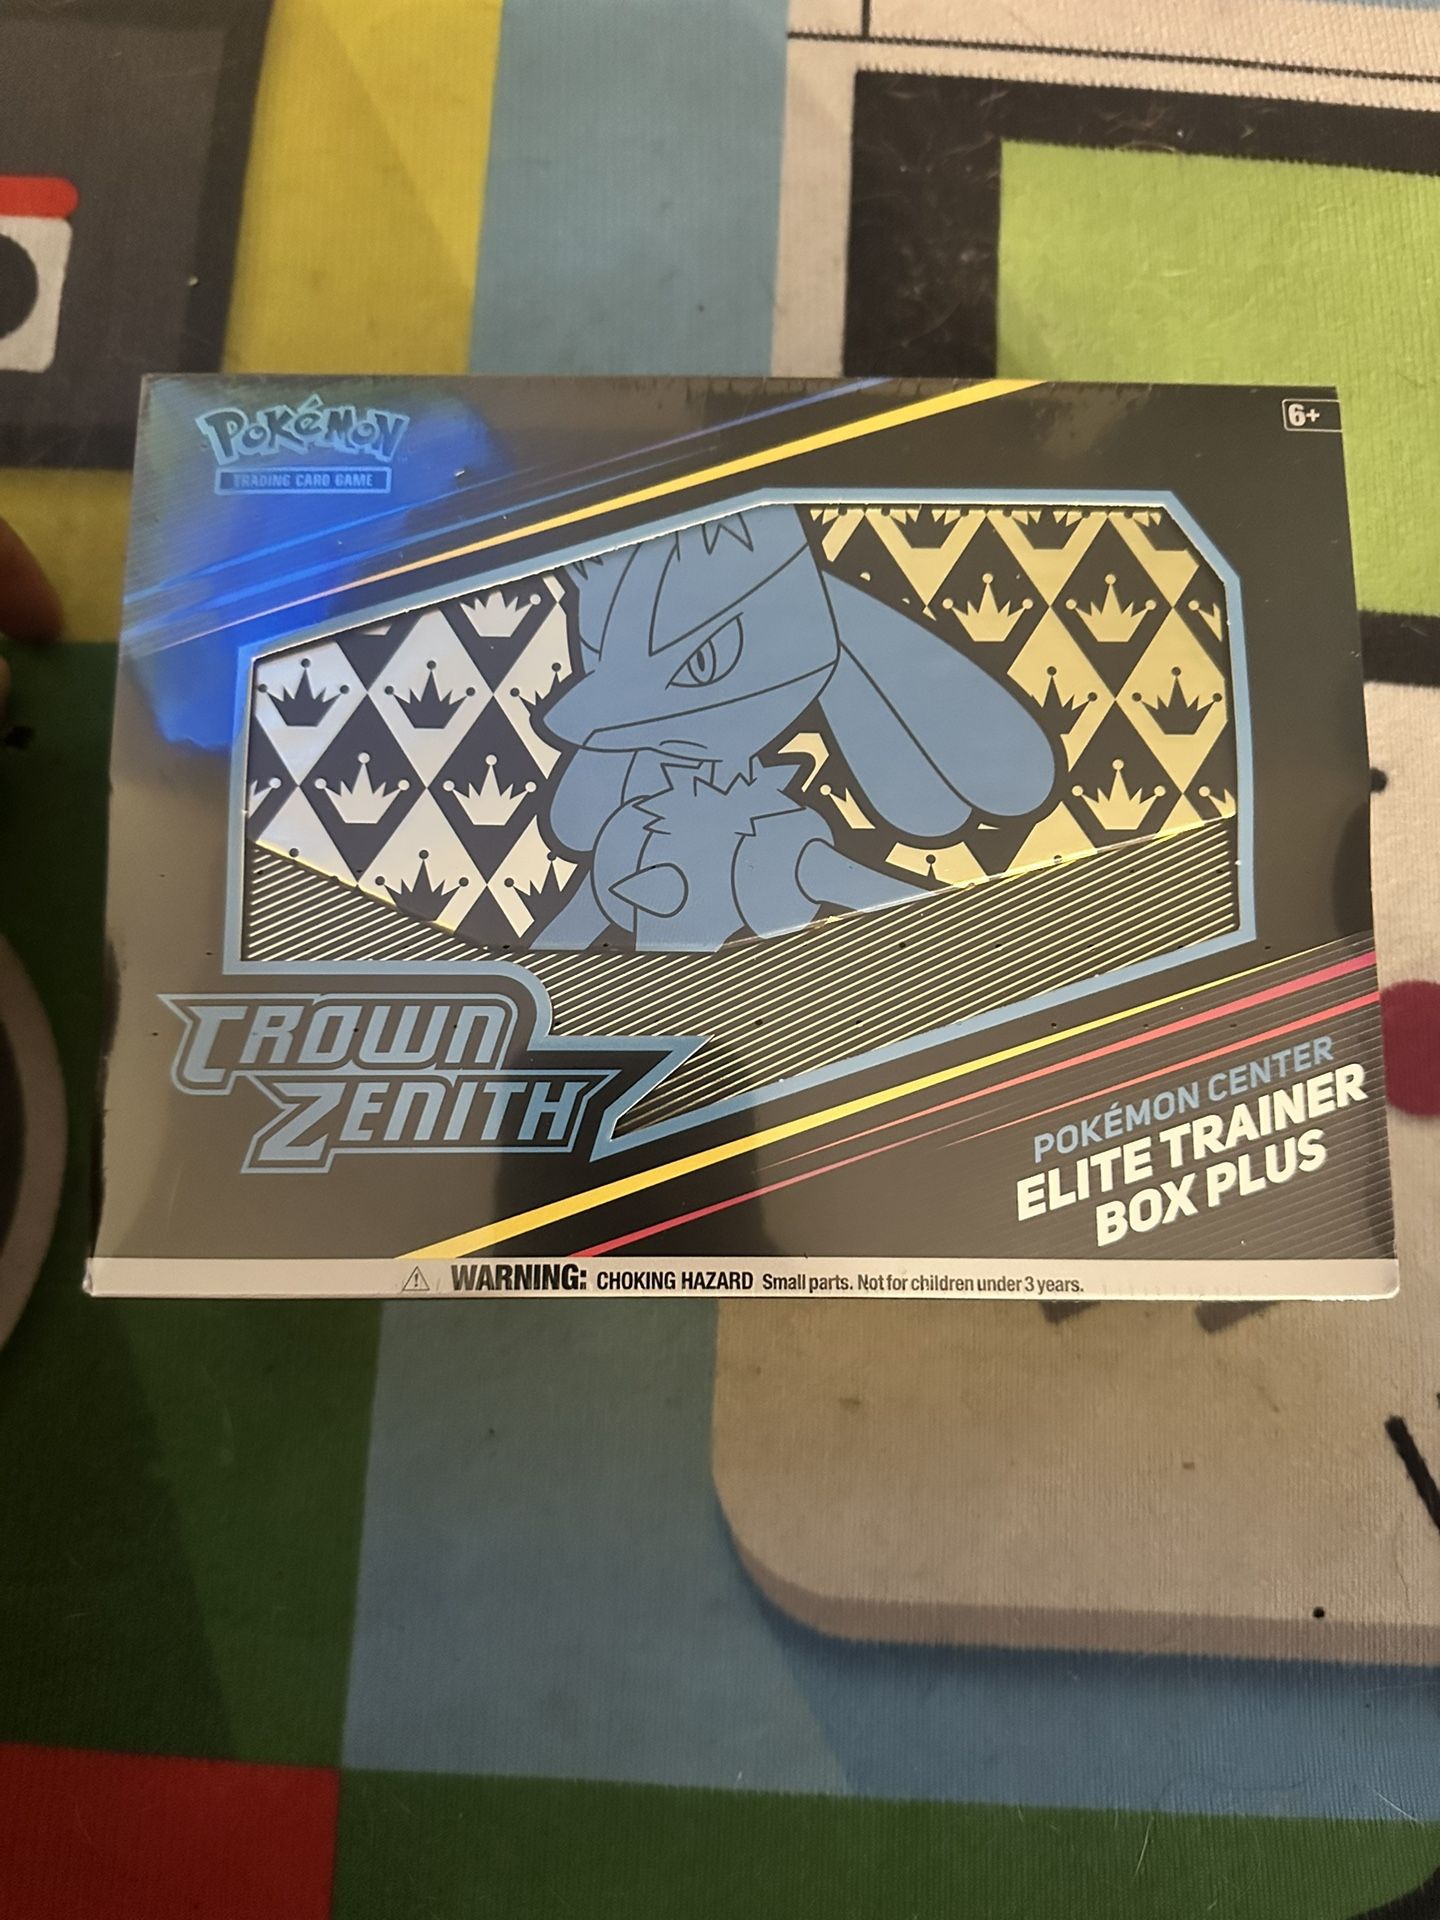 Pokémon
TRADING CARD GAME
6+
CROWN
ZENITH
POKÉMON CENTER
ELITE TRAINER
BOX PLUS
⚠ WARNING: CHOKING HAZARD Small parts. Not for children under 3 years.